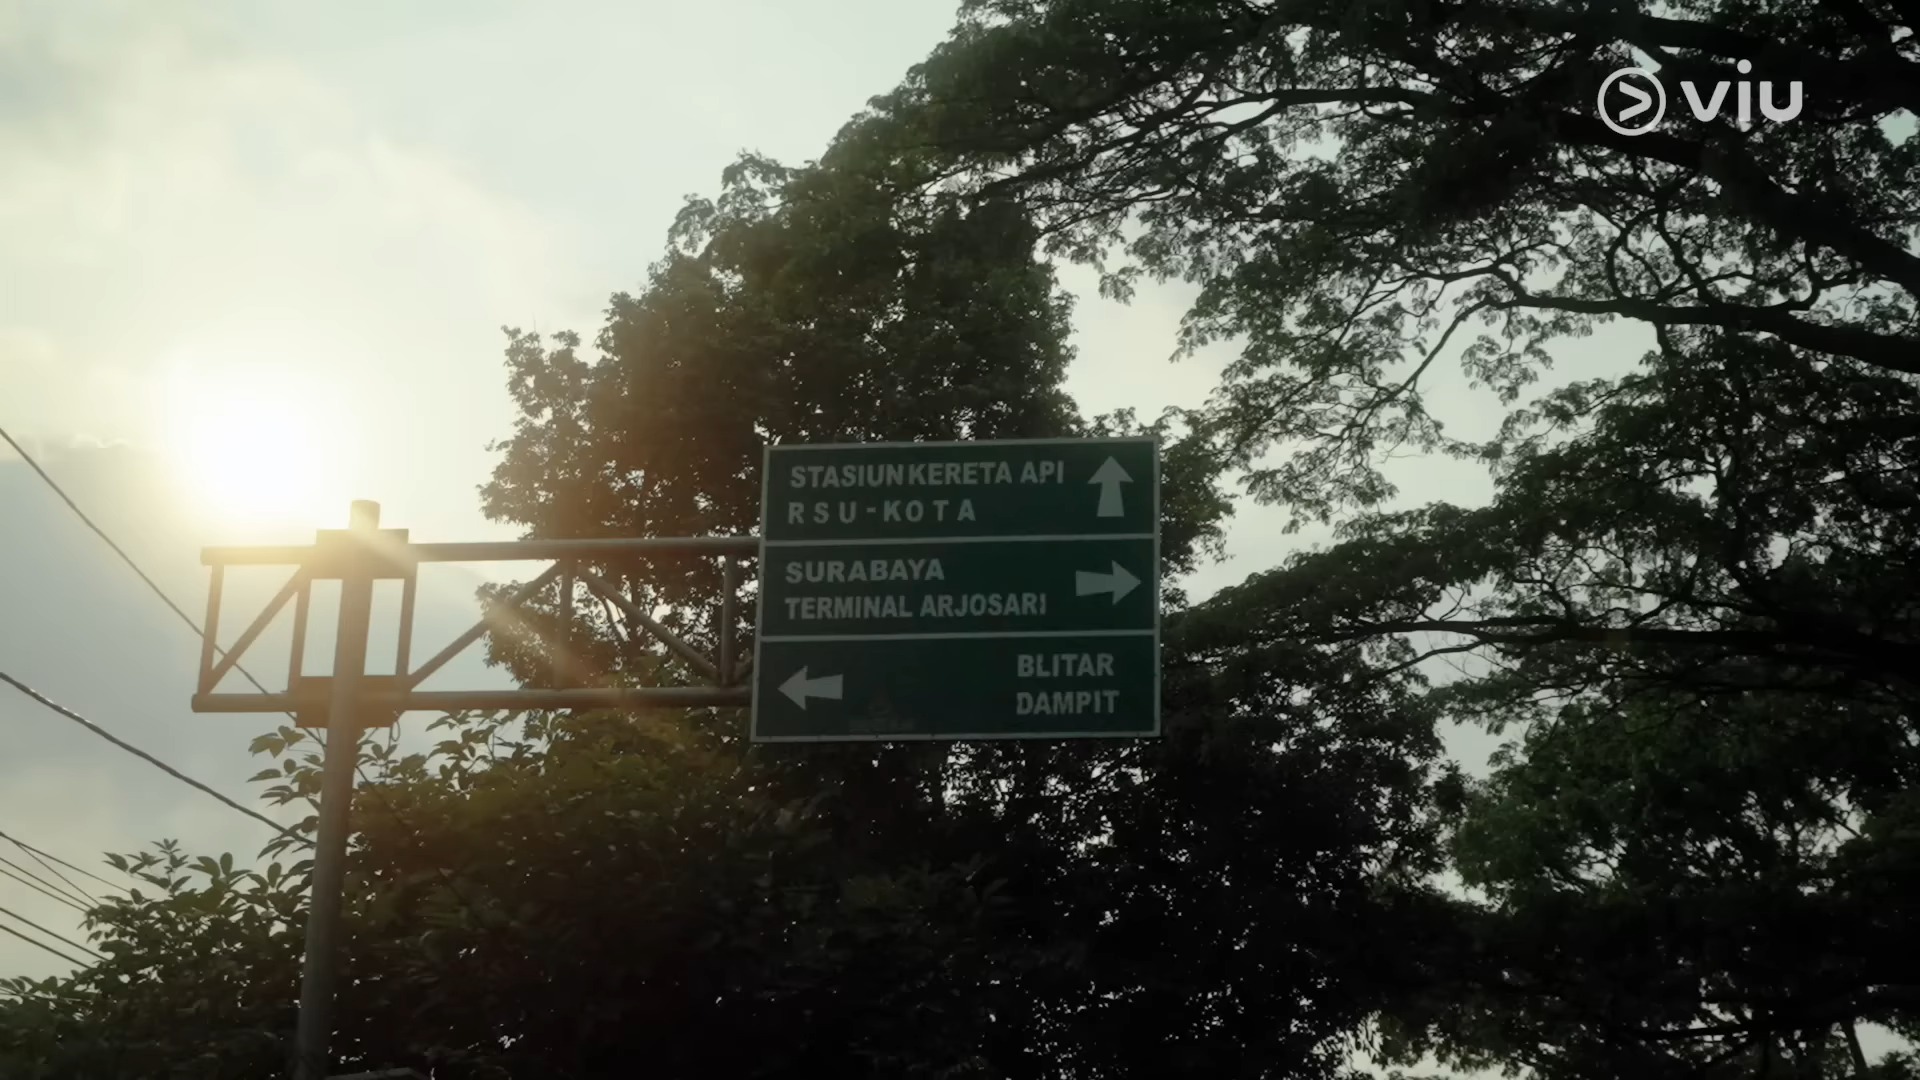 viu
STASIUN KERETA API
RSU-KOTA
SURABAYA
TERMINAL ARJOSARI
BLITAR
DAMPIT